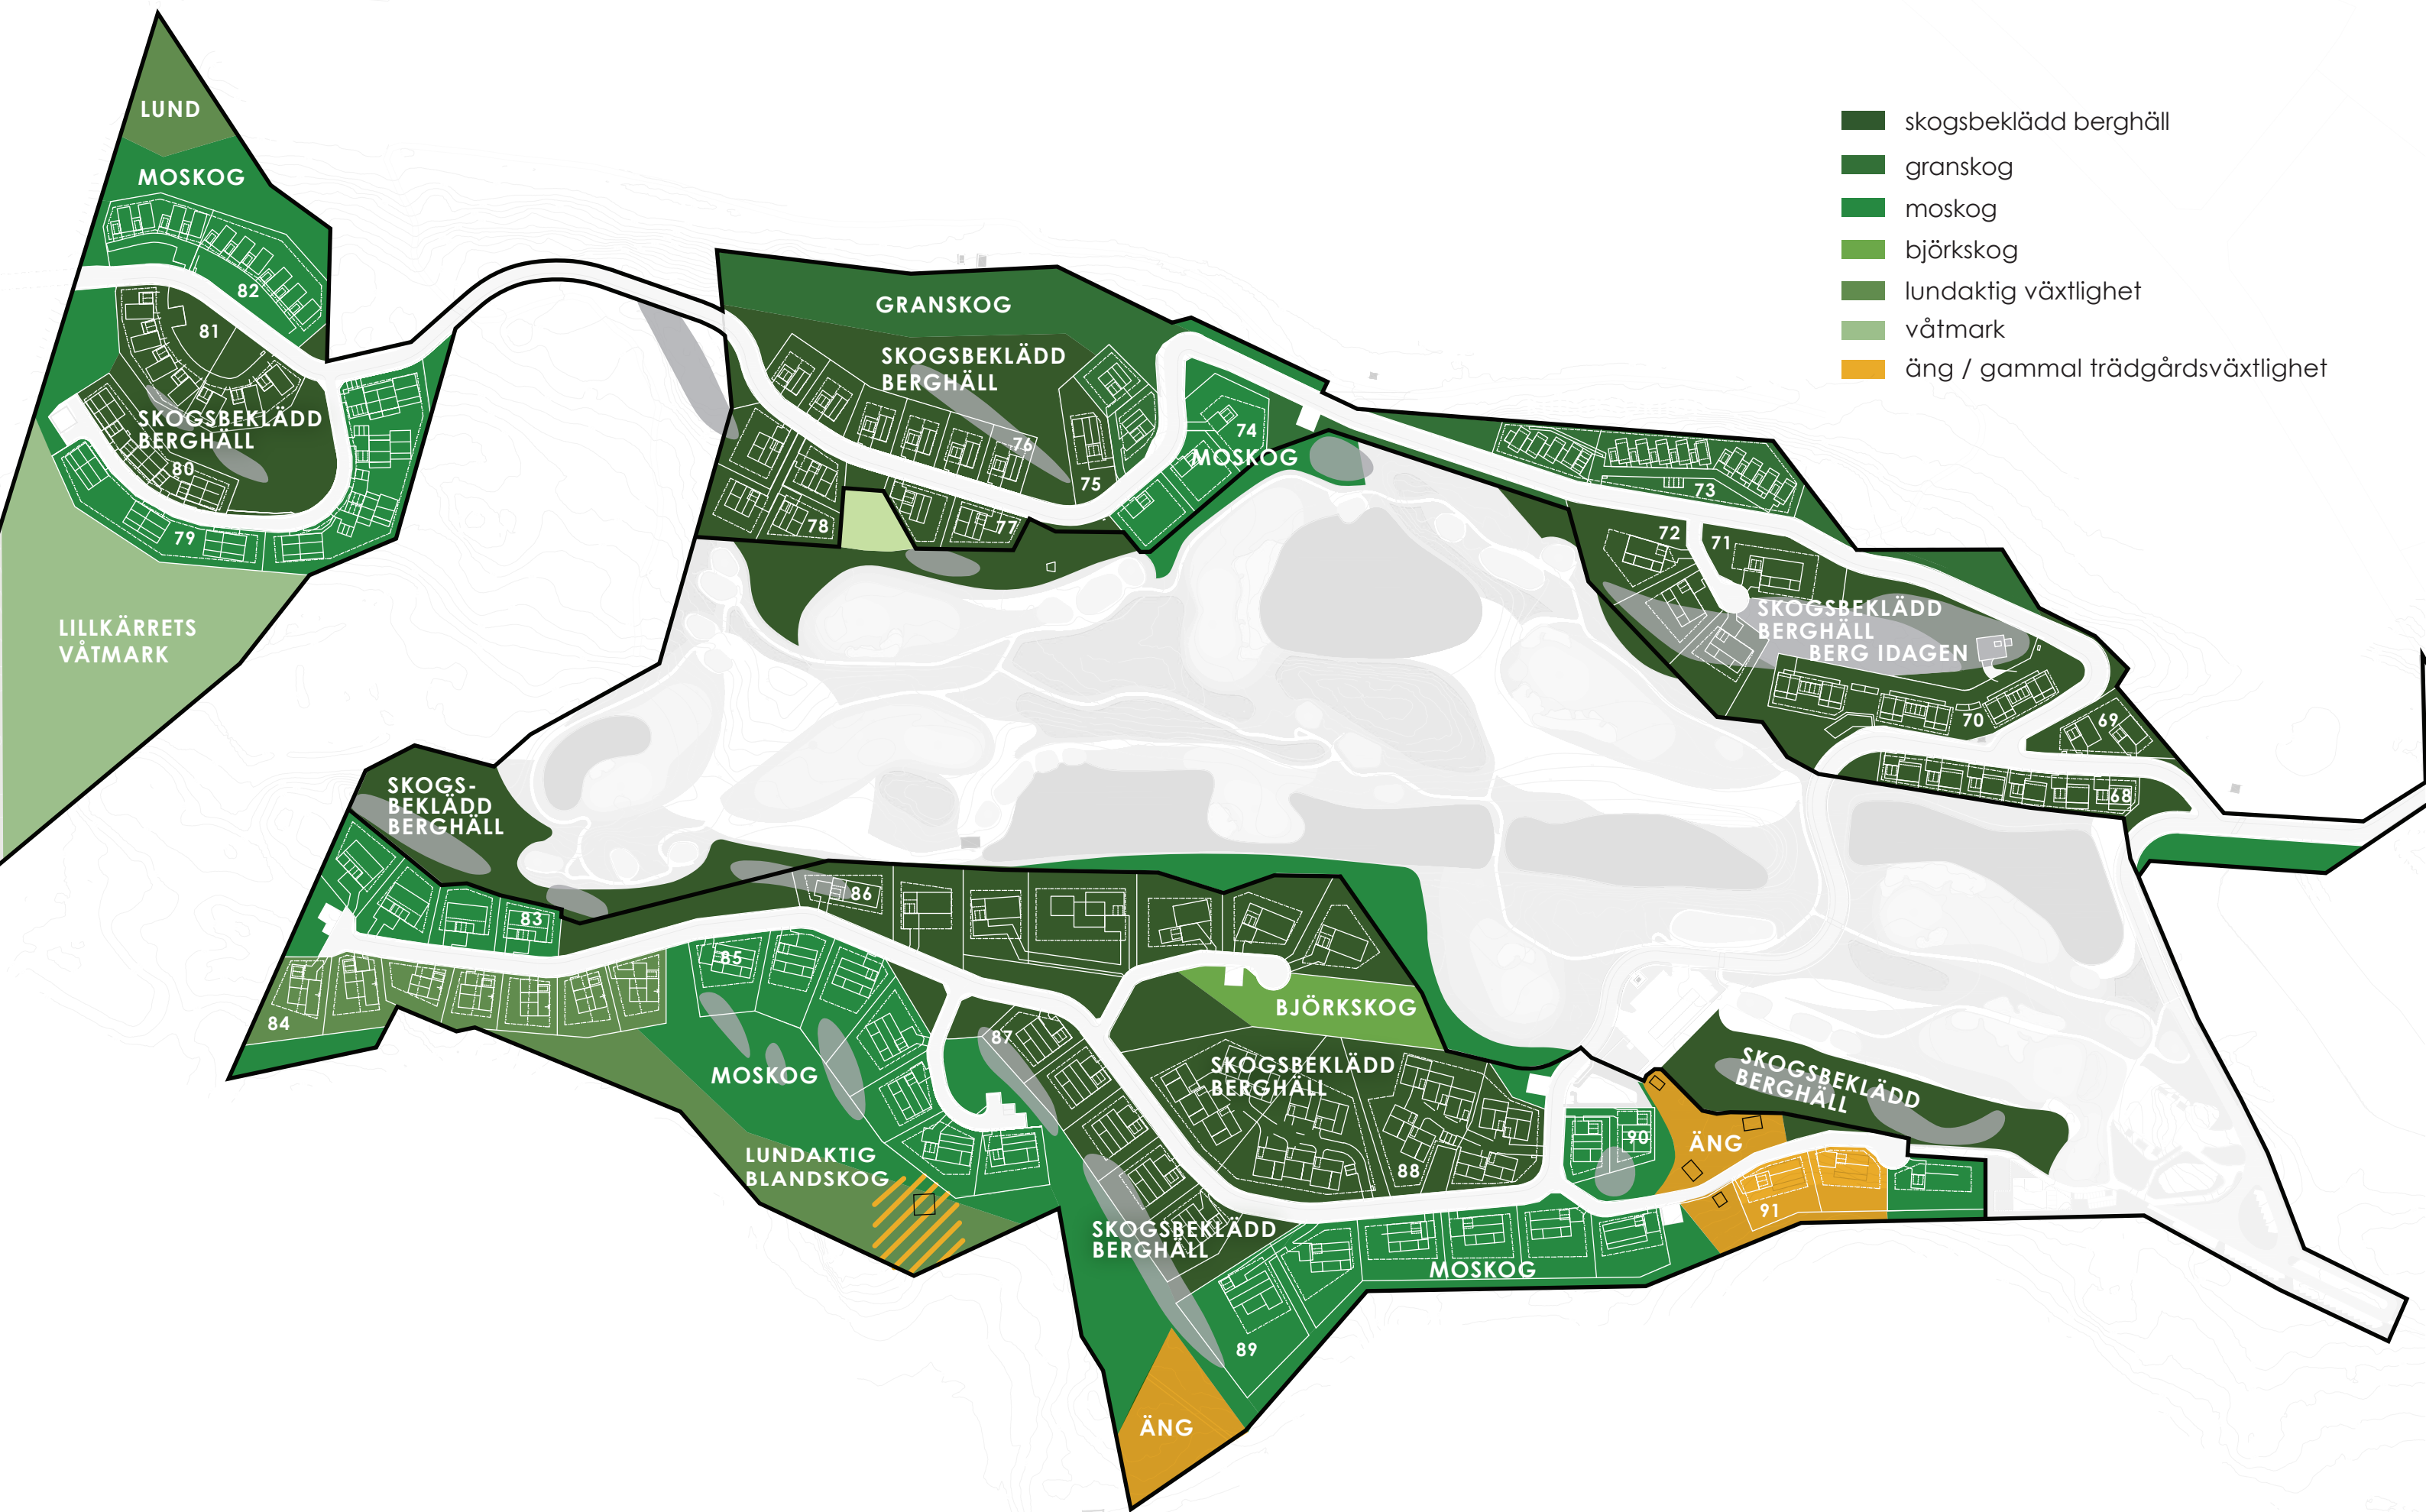 LUND
MOSKOG
82
81
SKOGSBEKLÄDD
BERGHÄLL
80
79
LILLKÄRRETS
VÅTMARK
GRANSKOG
SKOGSBEKLÄDD
BERGHÄLL
76
75
74
MOSKOG
78
77
73
72
71
SKOGSBEKLÄDD
BERGHÄLL
BERG IDAGEN
70
69
68
skogsbeklädd berghäll
granskog
moskog
björkskog
lundaktig växtlighet
våtmark
äng / gammal trädgårdsväxtlighet
SKOGS-
BEKLÄDD
BERGHÄLL
83
84
85
86
MOSKOG
87
BJÖRKSKOG
SKOGSBEKLÄDD
BERGHÄLL
88
LUNDAKTIG
BLANDSKOG
SKOGSBEKLÄDD
BERGHÄLL
MOSKOG
89
ÄNG
90
ÄNG
91
SKOGSBEKLÄDD
BERGHÄLL